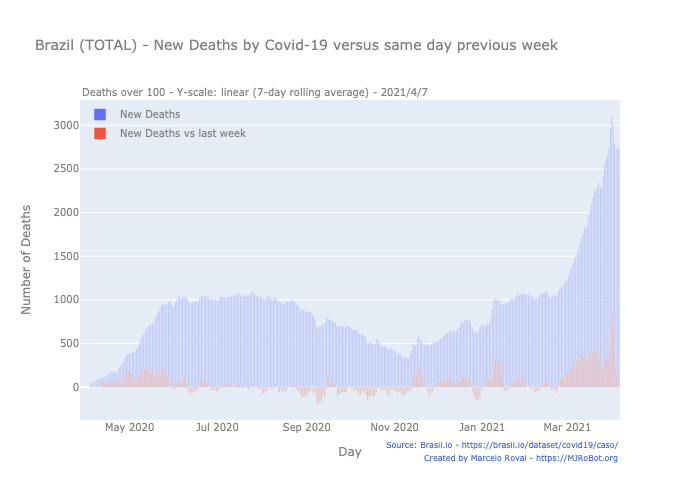 Brazil (TOTAL) - New Deaths by Covid-19 versus same day previous week
Deaths over 100 - Y-scale: linear (7-day rolling average) - 2021/4/7
New Deaths
New Deaths vs last week
3000
2500
2000
1500
1000
500
0
Number of Deaths
May 2020
Jul 2020
Sep 2020
Nov 2020
Jan 2021
Mar 2021
Day
Source: Brasil.io - https://brasil.io/dataset/covid19/caso/
Created by Marcelo Rovai - https://MJRoBot.org